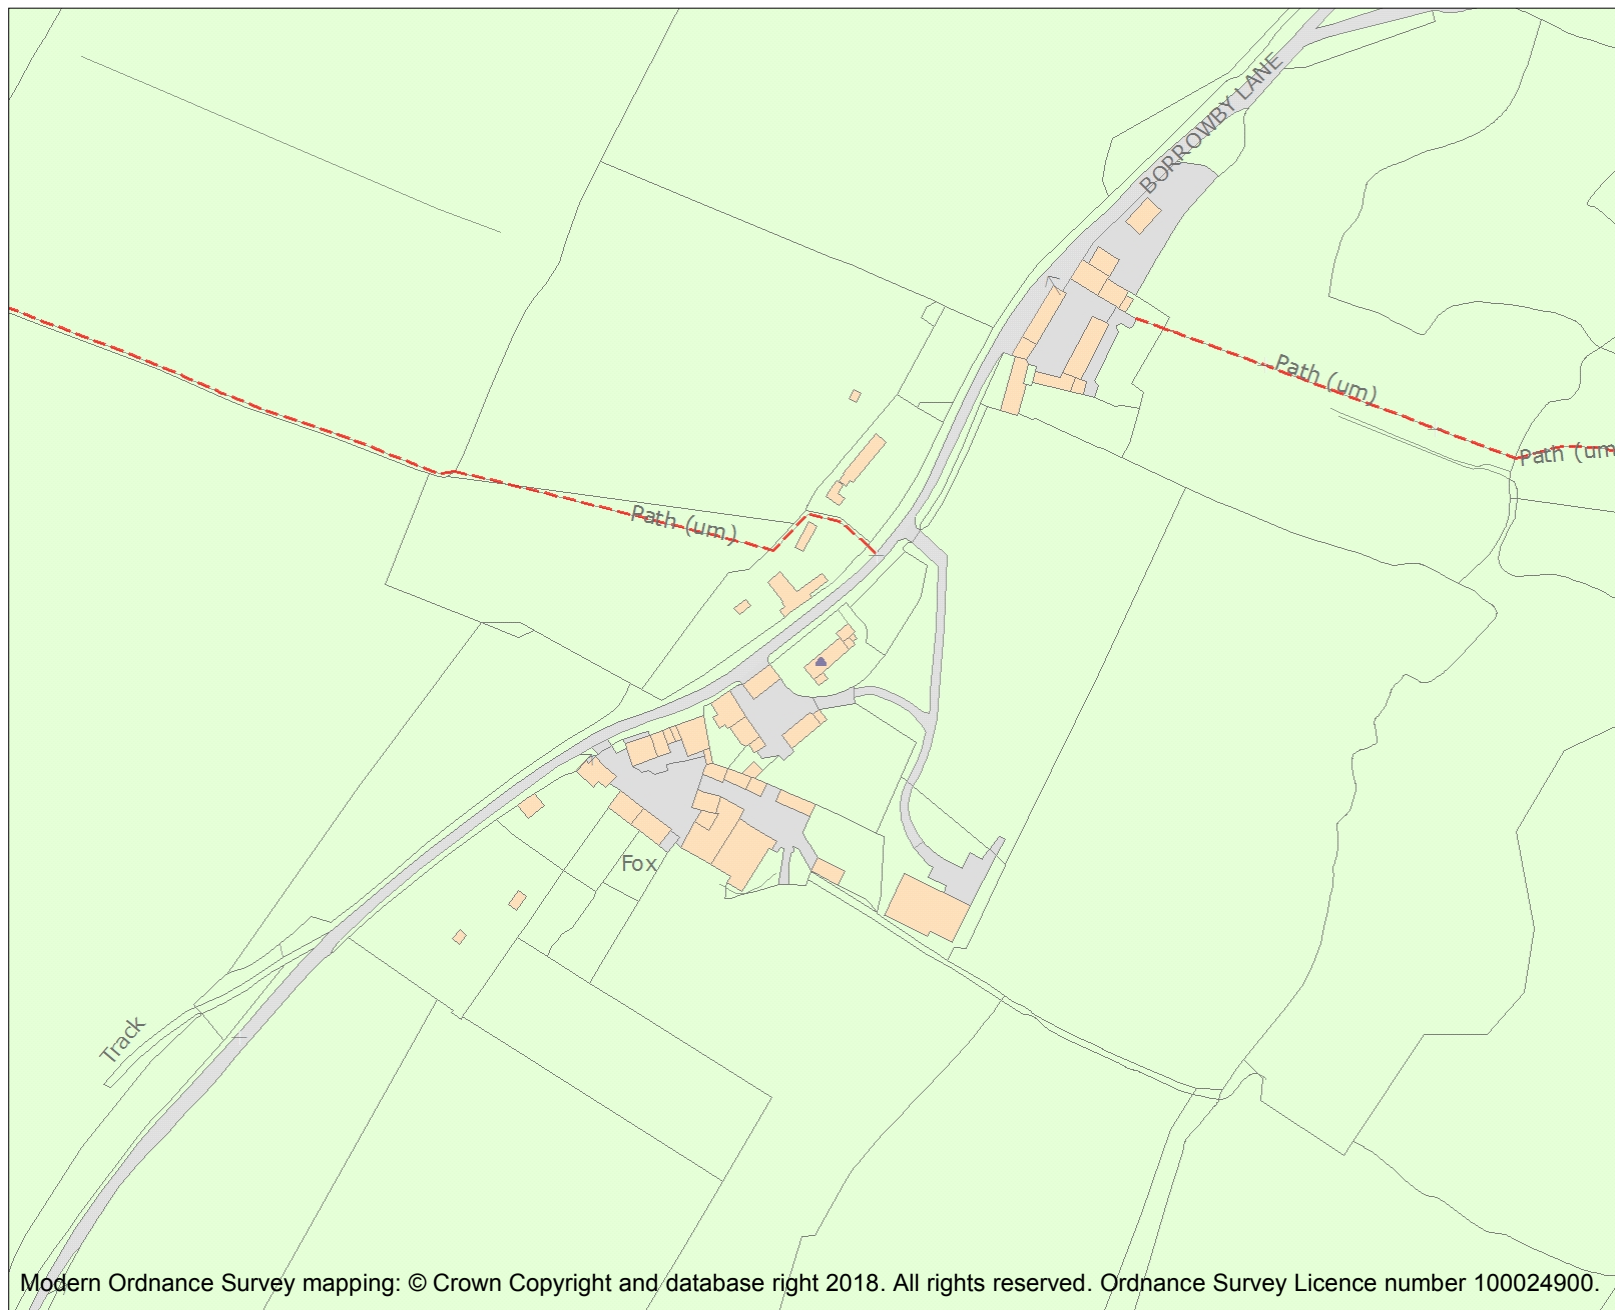 BORROWBY LANE
Path (um)
Path (um
Path (um)
Fox
Track
Modern Ordnance Survey mapping: © Crown Copyright and database right 2018. All rights reserved. Ordnance Survey Licence number 100024900.